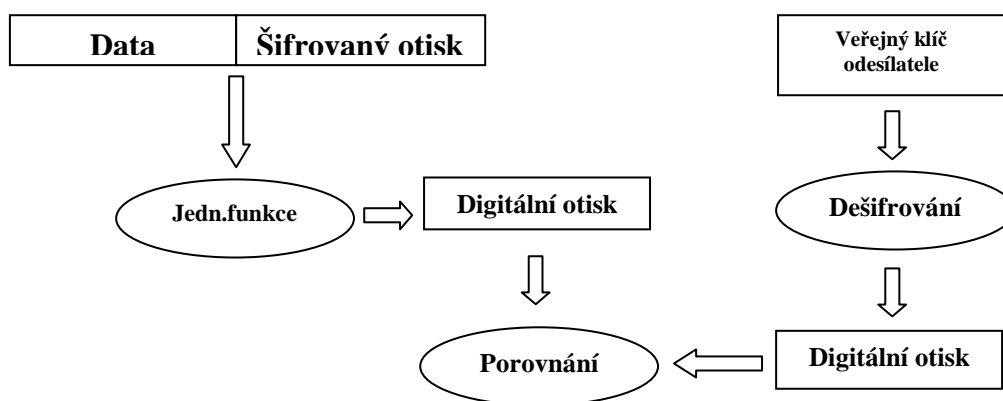 Data
Šifrovaný otisk
Veřejný klíč
odesílatele
Jedn.funkce
Digitální otisk
Dešifrování
Porovnání
Digitální otisk